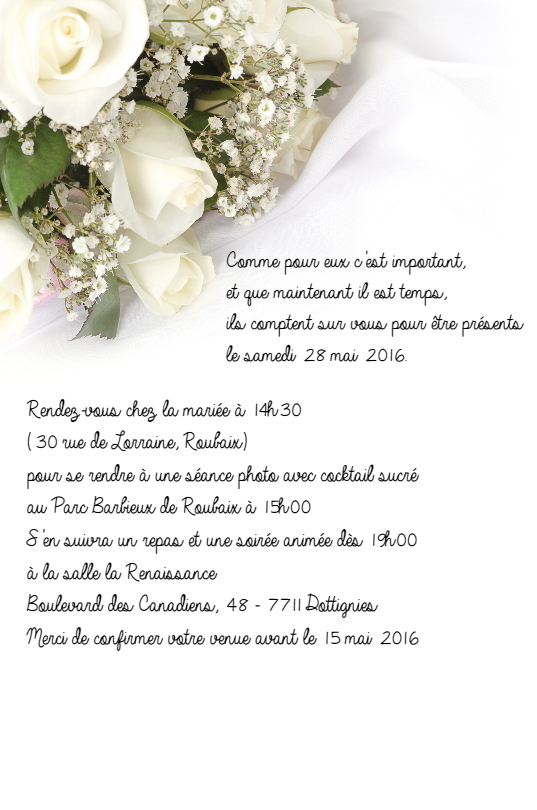 Comme pour eux c'est important,
et que maintenant il est temps,
ils comptent sur vous pour être présents
le samedi 28 mai 2016.
Rendez-vous chez la mariée à 14h30
( 30 rue de Lorraine, Roubaix)
pour se rendre à une séance photo avec cocktail sucré
au Parc Barbieux de Roubaix à 15h00
S'en suivra un repas et une soirée animée dès 19h00
à la salle la Renaissance
Boulevard des Canadiens, 48 - 7711 Dottignies
Merci de confirmer votre venue avant le 15 mai 2016